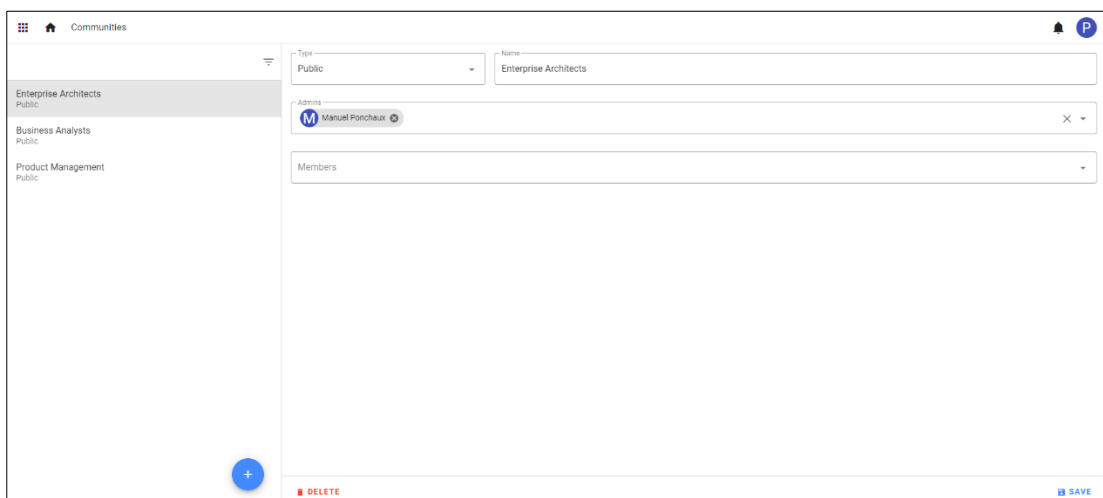 Communities
P
Enterprise Architects
Public
Business Analysts
Public
Product Management
Public
Type
Public
Name
Enterprise Architects
Admins
M Manuel Ponchaux
Members
+
DELETE
SAVE